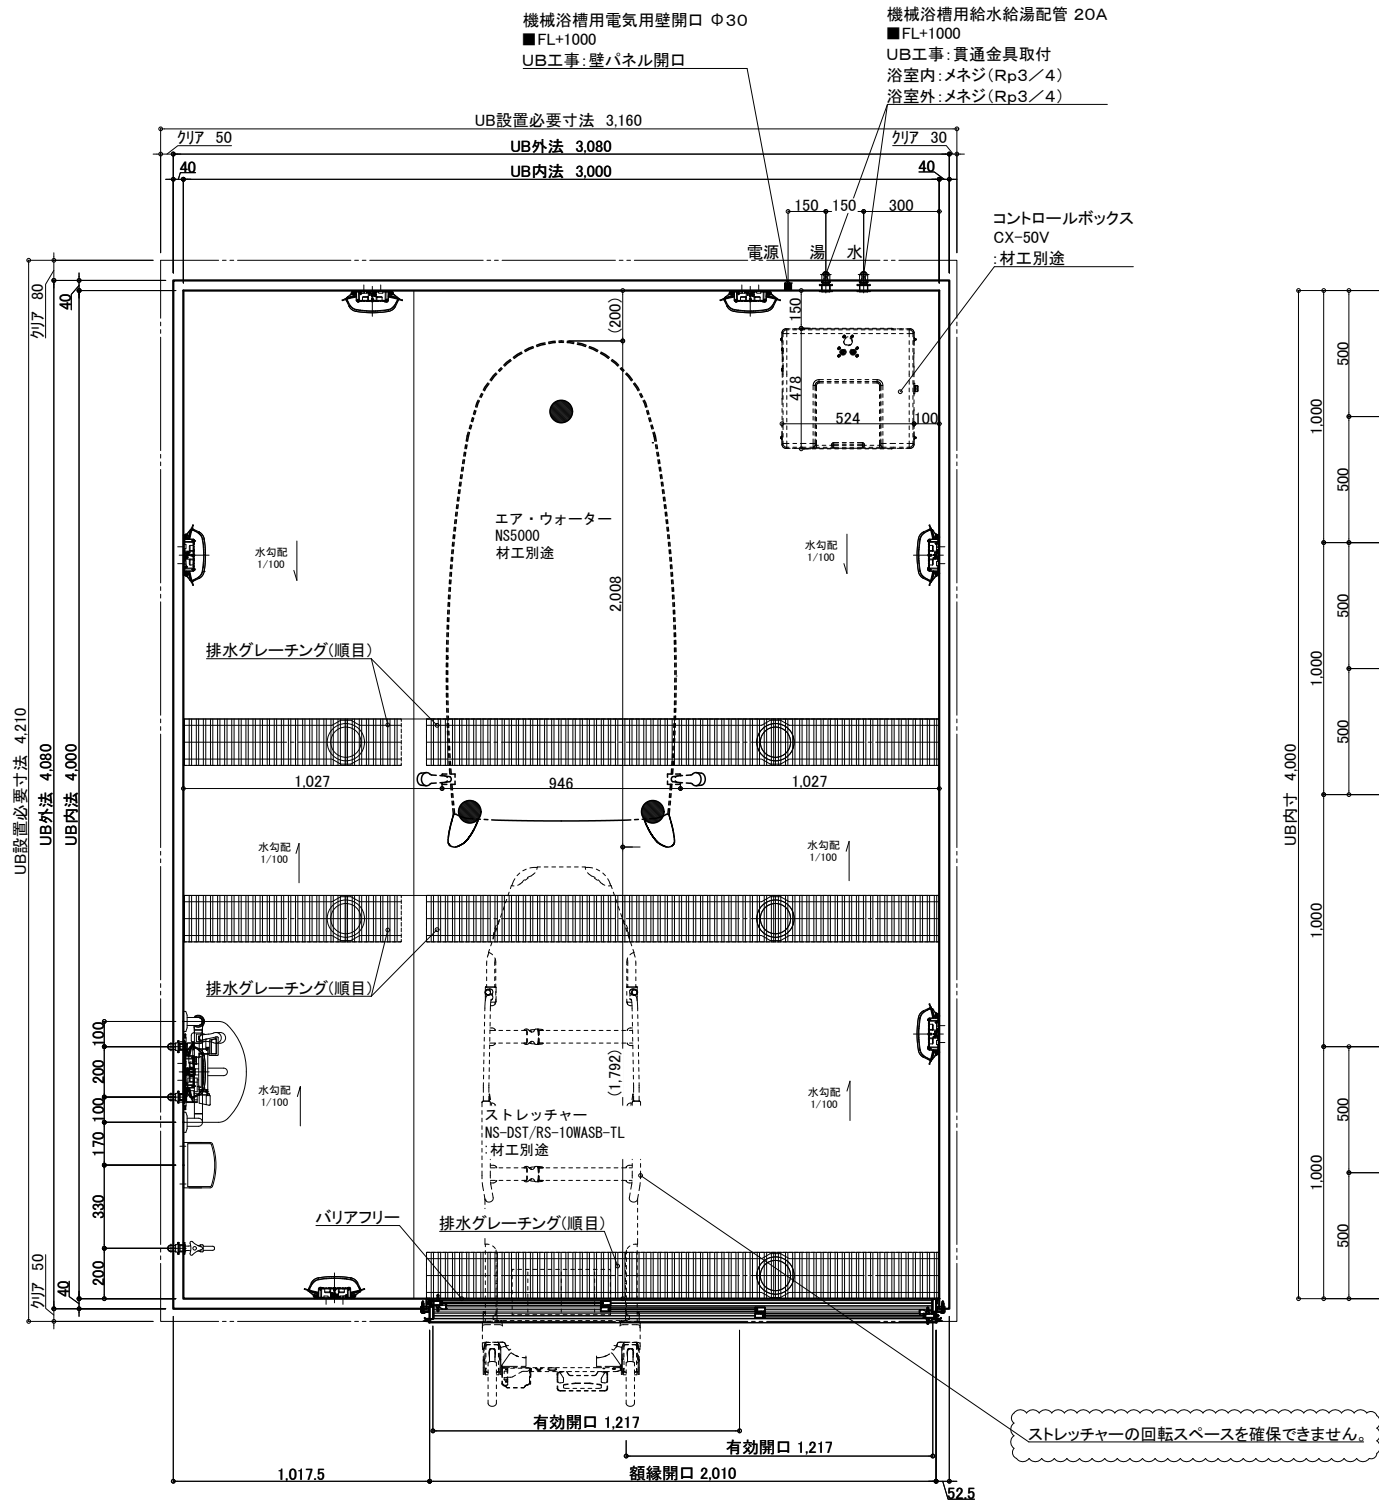 機械浴槽用電気用壁開口 Φ30
■FL+1000
UB工事:壁パネル開口
機械浴槽用給水給湯配管 20A
■FL+1000
UB工事:貫通金具取付
浴室内:メネジ(Rp3／4)
浴室外:メネジ(Rp3／4)
UB設置必要寸法 3,160
クリア 50
UB外法 3,080
クリア 30
40
UB内法 3,000
40
150
150
300
コントロールボックス
CX-50V
:材工別途
電源
湯
水
クリア 80
40
(200)
150
478
524
100
エア・ウォーター
NS5000
材工別途
水勾配
1/100
水勾配
1/100
2,008
排水グレーチング(順目)
UB設置必要寸法 4,210
UB外法 4,080
UB内法 4,000
1,027
946
1,027
水勾配
1/100
水勾配
1/100
排水グレーチング(順目)
100
200
100
170
330
200
クリア 50
40
水勾配
1/100
水勾配
1/100
(1,792)
ストレッチャー
NS-DST/RS-10WASB-TL
:材工別途
バリアフリー
排水グレーチング(順目)
有効開口 1,217
有効開口 1,217
1,017.5
額縁開口 2,010
52.5
ストレッチャーの回転スペースを確保できません。
UB内寸 4,000
1,000
1,000
1,000
1,000
500
500
500
500
500
500